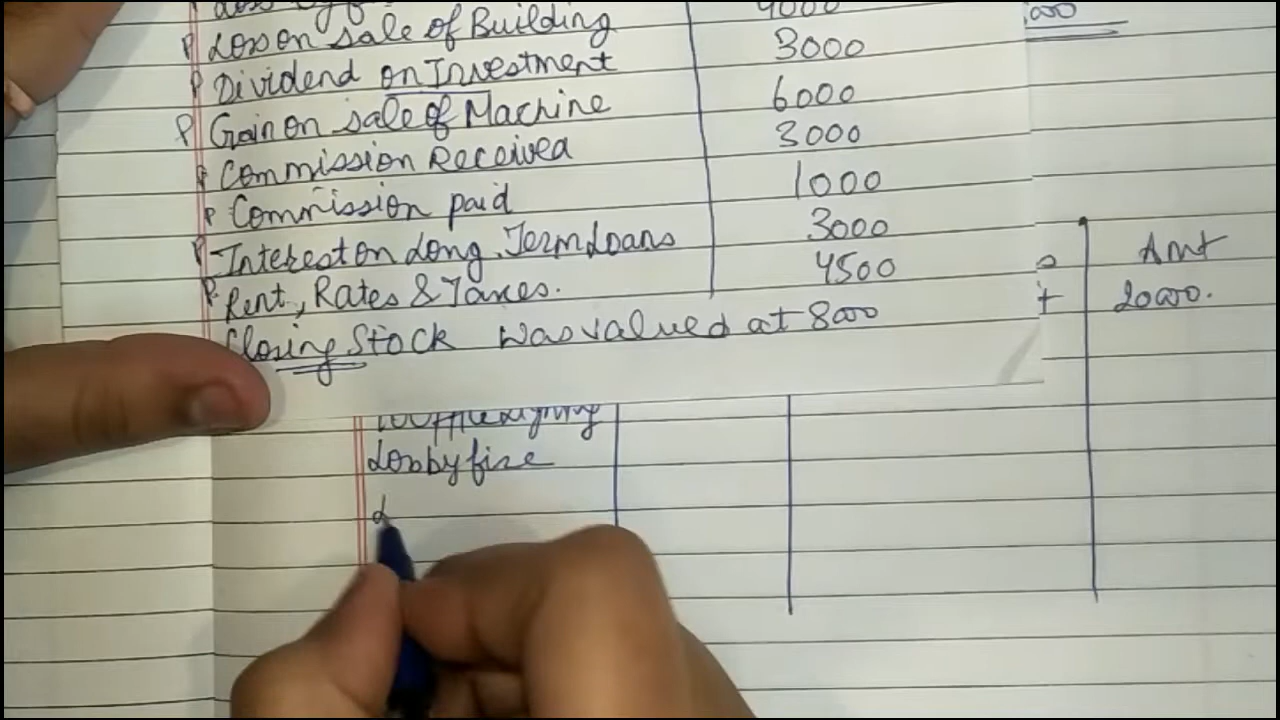 Loss on sale of Building 4000
P Dividend on Investment 3000
P Gain on sale of Machine 6000
Commission Received 3000
P Commission paid 1000
P Interest on Long Term Loans 3000
P Rent, Rates & Taxes. 4500
Closing Stock was valued at 8000
Amt
20000.
Loss by fire
L